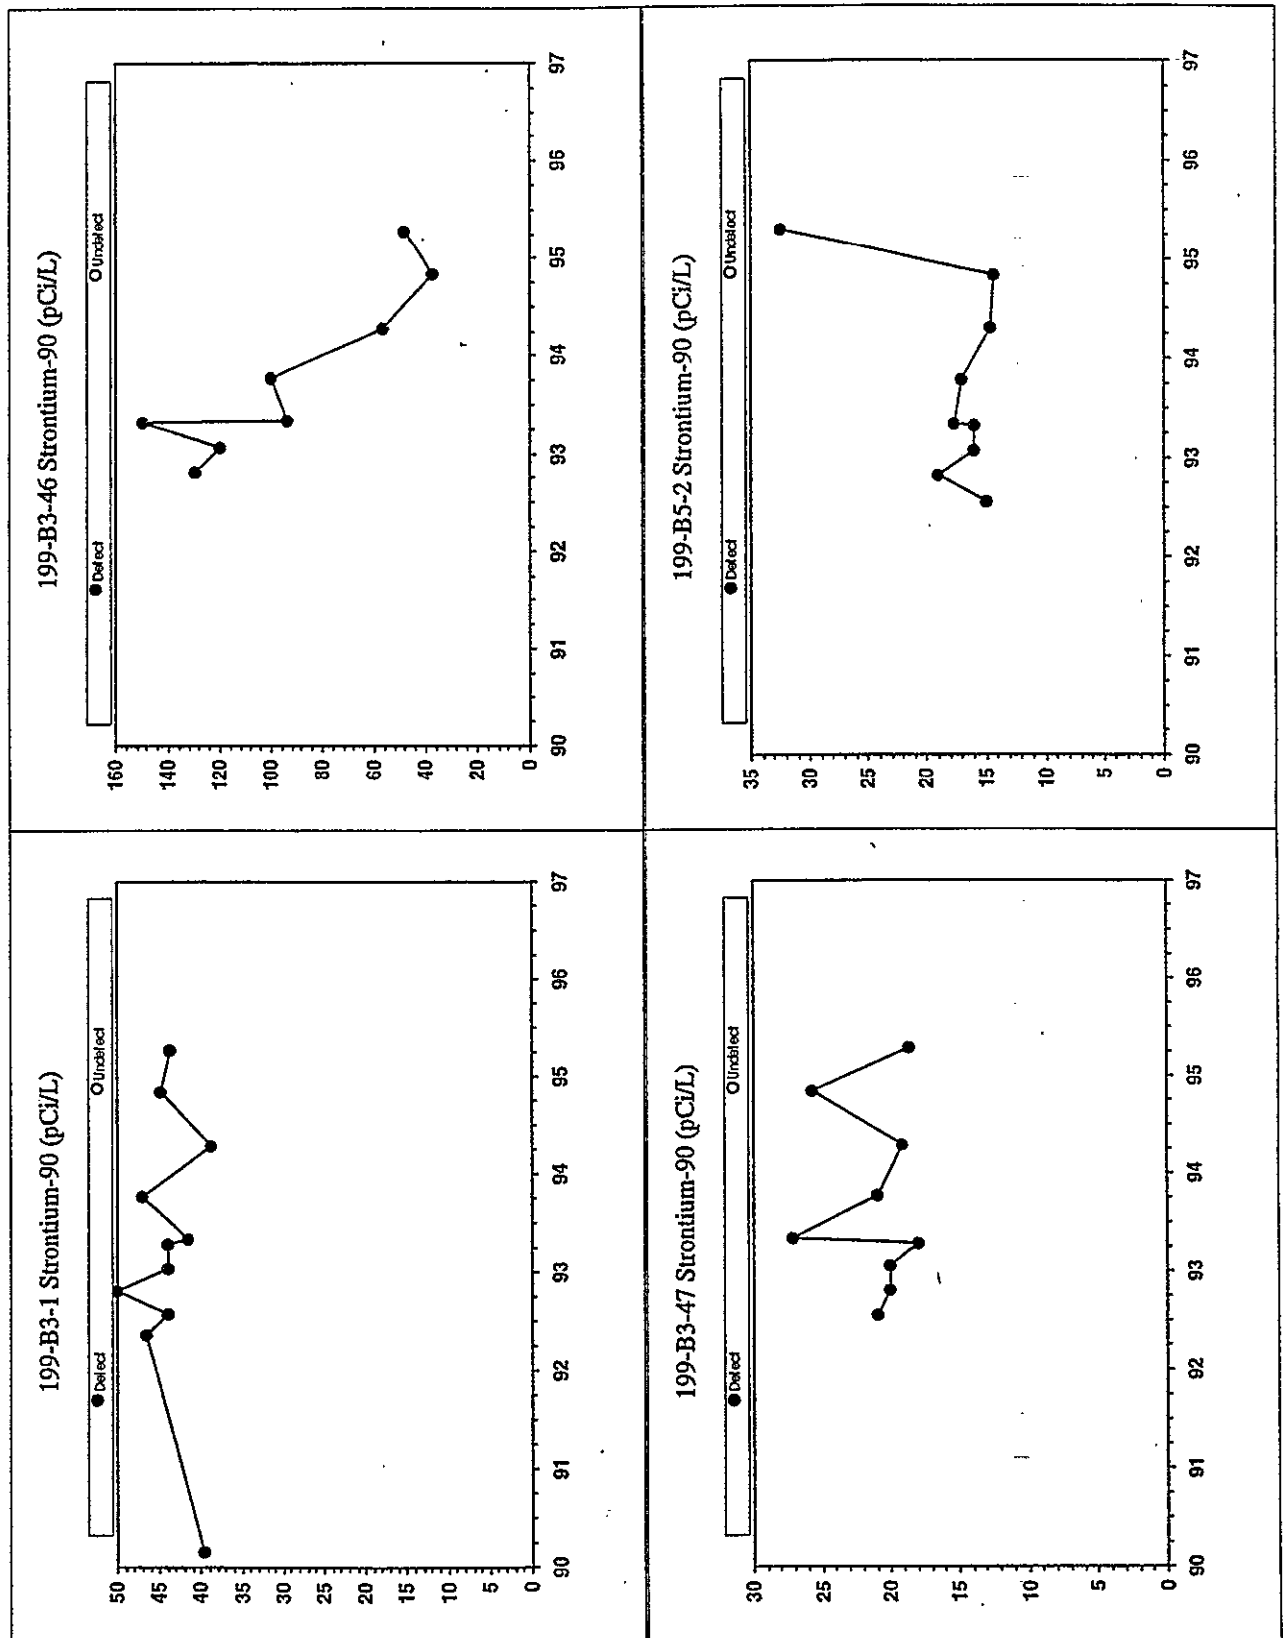 199-B3-1 Strontium-90 (pCi/L)
Detect Undetect
50
45
40
35
30
25
20
15
10
5
0
90 91 92 93 94 95 96 97
199-B3-46 Strontium-90 (pCi/L)
Detect Undetect
160
140
120
100
80
60
40
20
0
90 91 92 93 94 95 96 97
199-B3-47 Strontium-90 (pCi/L)
Detect Undetect
30
25
20
15
10
5
0
90 91 92 93 94 95 96 97
199-B5-2 Strontium-90 (pCi/L)
Detect Undetect
35
30
25
20
15
10
5
0
90 91 92 93 94 95 96 97